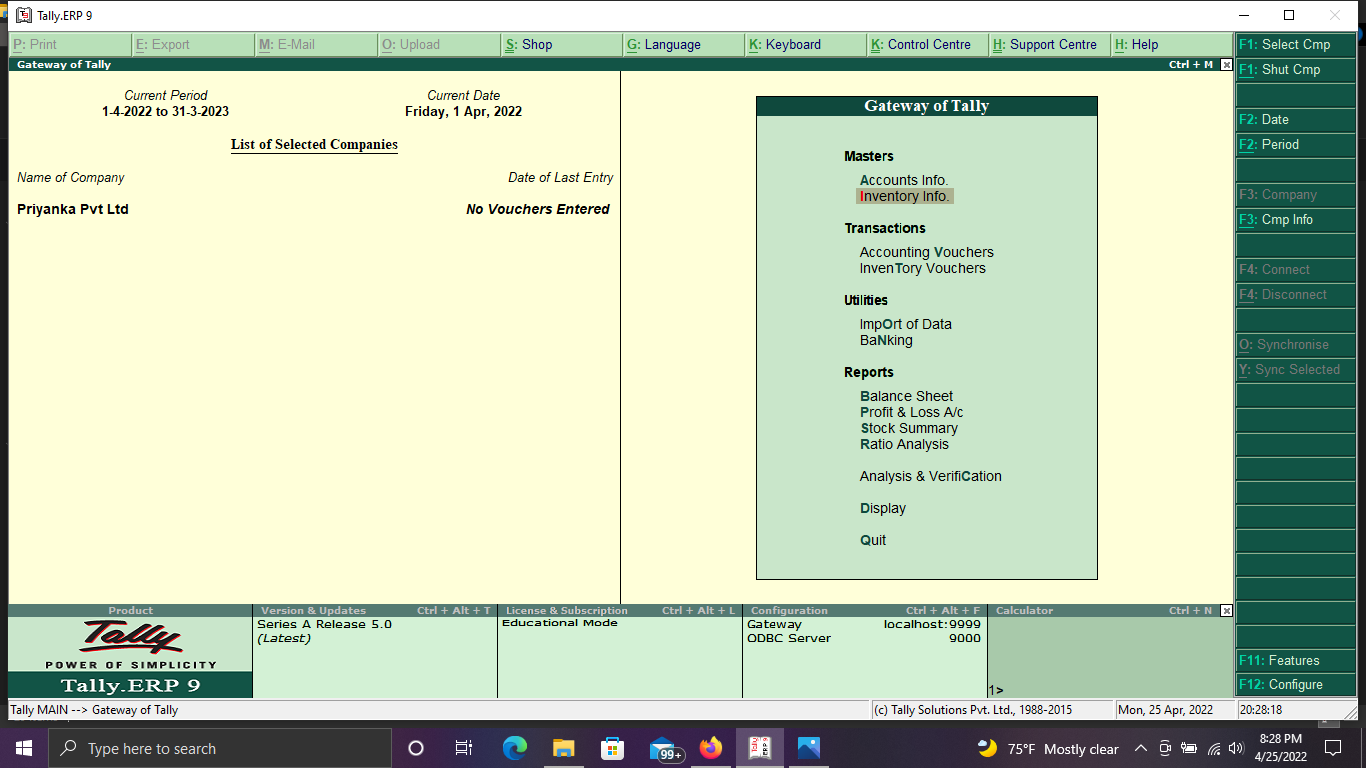 Tally.ERP 9
P: Print E: Export M: E-Mail O: Upload S: Shop G: Language K: Keyboard K: Control Centre H: Support Centre H: Help
Gateway of Tally Ctrl + M
Current Period Current Date
1-4-2022 to 31-3-2023 Friday, 1 Apr, 2022
List of Selected Companies
Name of Company Date of Last Entry
Priyanka Pvt Ltd No Vouchers Entered
Gateway of Tally
Masters
Accounts Info.
Inventory Info.
Transactions
Accounting Vouchers
InvenTory Vouchers
Utilities
ImpOrt of Data
BaNking
Reports
Balance Sheet
Profit & Loss A/c
Stock Summary
Ratio Analysis
Analysis & VerifiCation
Display
Quit
F1: Select Cmp
F1: Shut Cmp
F2: Date
F2: Period
F3: Company
F3: Cmp Info
F4: Connect
F4: Disconnect
O: Synchronise
Y: Sync Selected
F11: Features
F12: Configure
Product
Tally
POWER OF SIMPLICITY
Tally.ERP 9
Version & Updates Ctrl + Alt + T
Series A Release 5.0
(Latest)
License & Subscription Ctrl + Alt + L
Educational Mode
Configuration Ctrl + Alt + F
Gateway localhost:9999
ODBC Server 9000
Calculator Ctrl + N
1>
Tally MAIN --> Gateway of Tally (c) Tally Solutions Pvt. Ltd., 1988-2015 Mon, 25 Apr, 2022 20:28:18
Type here to search 99+ Tally ERP 9 75°F Mostly clear 8:28 PM
4/25/2022